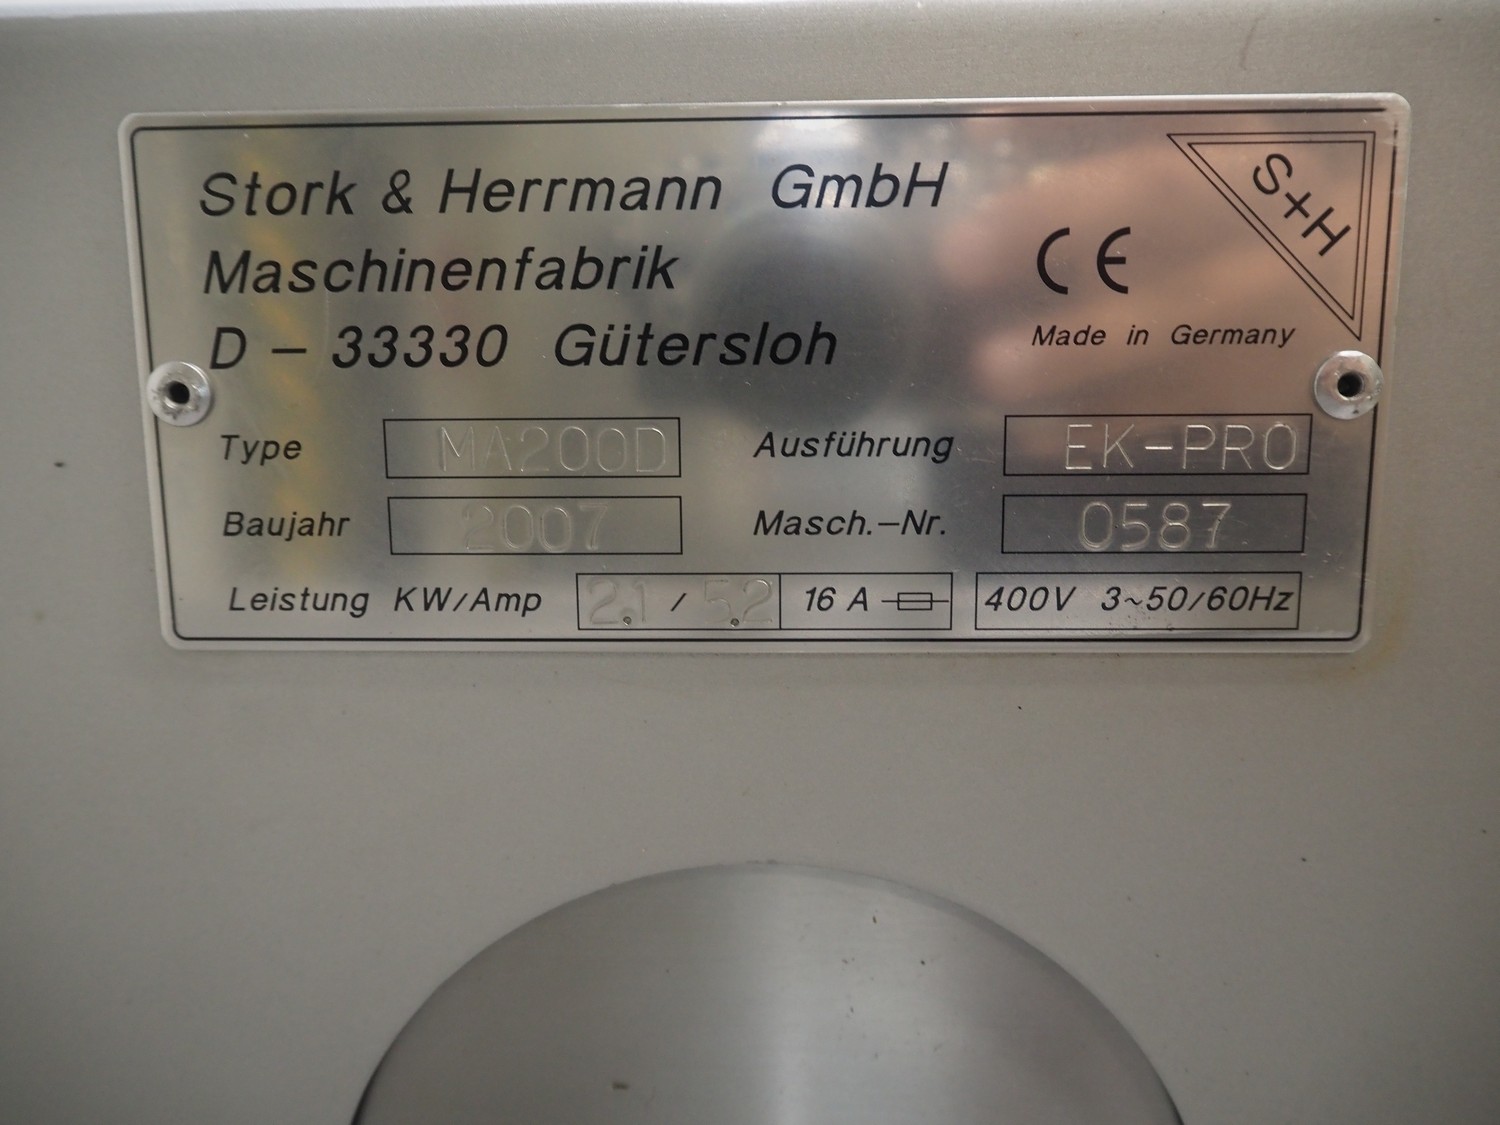 Stork & Herrmann GmbH
Maschinenfabrik
D – 33330 Gütersloh
S+H
CE
Made in Germany
Type MA200D Ausführung EK-PRO
Baujahr 2007 Masch.-Nr. 0587
Leistung KW/Amp 2.1 / 5.2 16 A 400V 3~50/60Hz